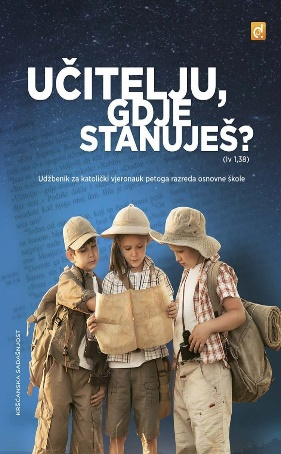 UČITELJU,
GDJE
STANUJEŠ?
(Iv 1,38)
Udžbenik za katolički vjeronauk petoga razreda osnovne škole
KRŠĆANSKA SADAŠNJOST